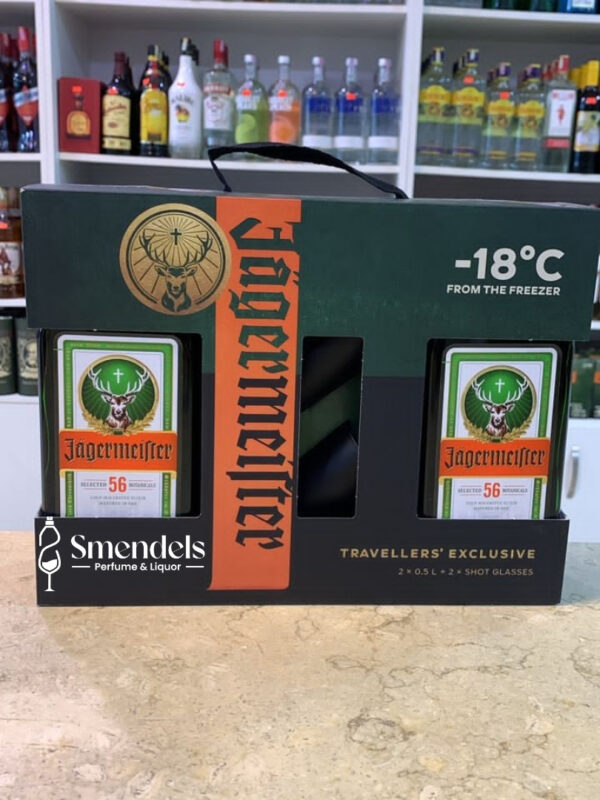 -18°C
FROM THE FREEZER
Jägermeister
Jägermeister
SELECTED 56 BOTANICALS
Jägermeister
SELECTED 56 BOTANICALS
Smendels
Perfume & Liquor
TRAVELLERS' EXCLUSIVE
2 × 0.5 L + 2 × SHOT GLASSES